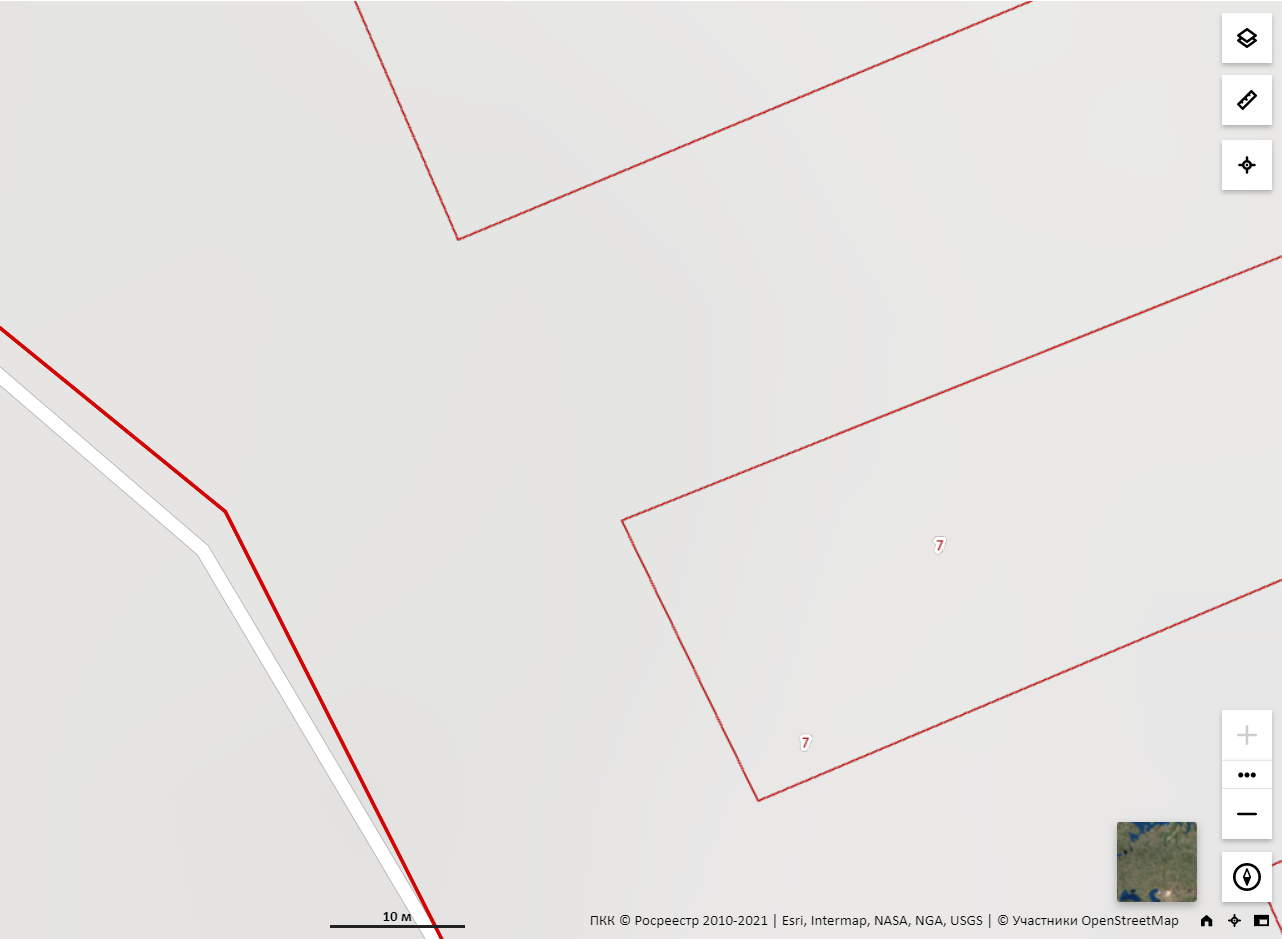 7
7
10 м
ПКК © Росреестр 2010-2021 | Esri, Intermap, NASA, NGA, USGS | © Участники OpenStreetMap